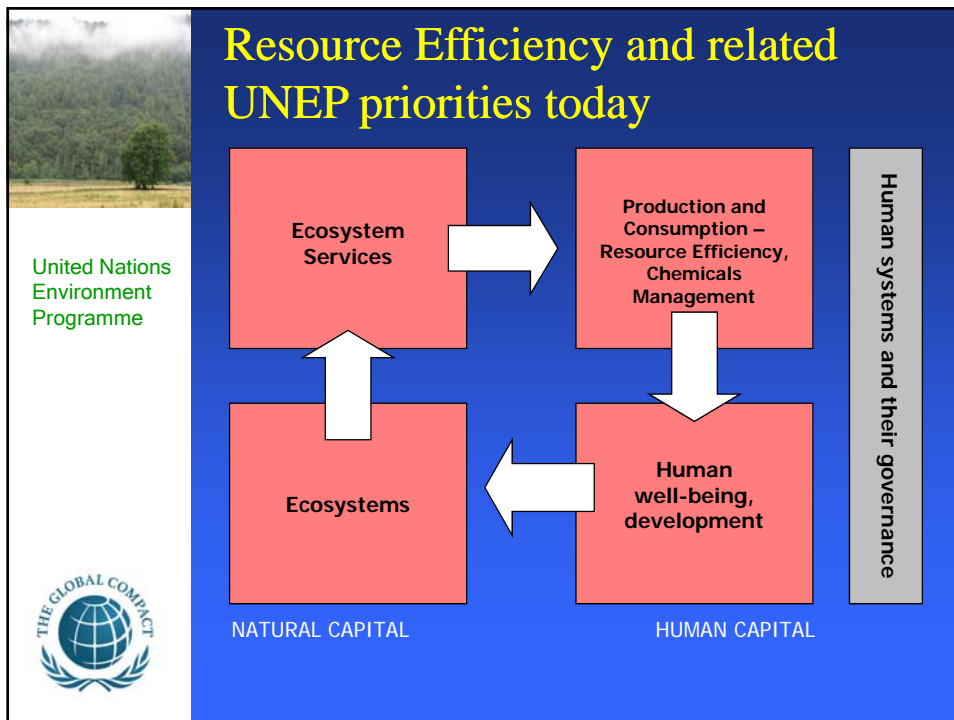 Resource Efficiency and related
UNEP priorities today
United Nations
Environment
Programme
Ecosystem
Services
Production and
Consumption –
Resource Efficiency,
Chemicals
Management
Human systems and their governance
Ecosystems
Human
well-being,
development
NATURAL CAPITAL
HUMAN CAPITAL
THE GLOBAL COMPACT